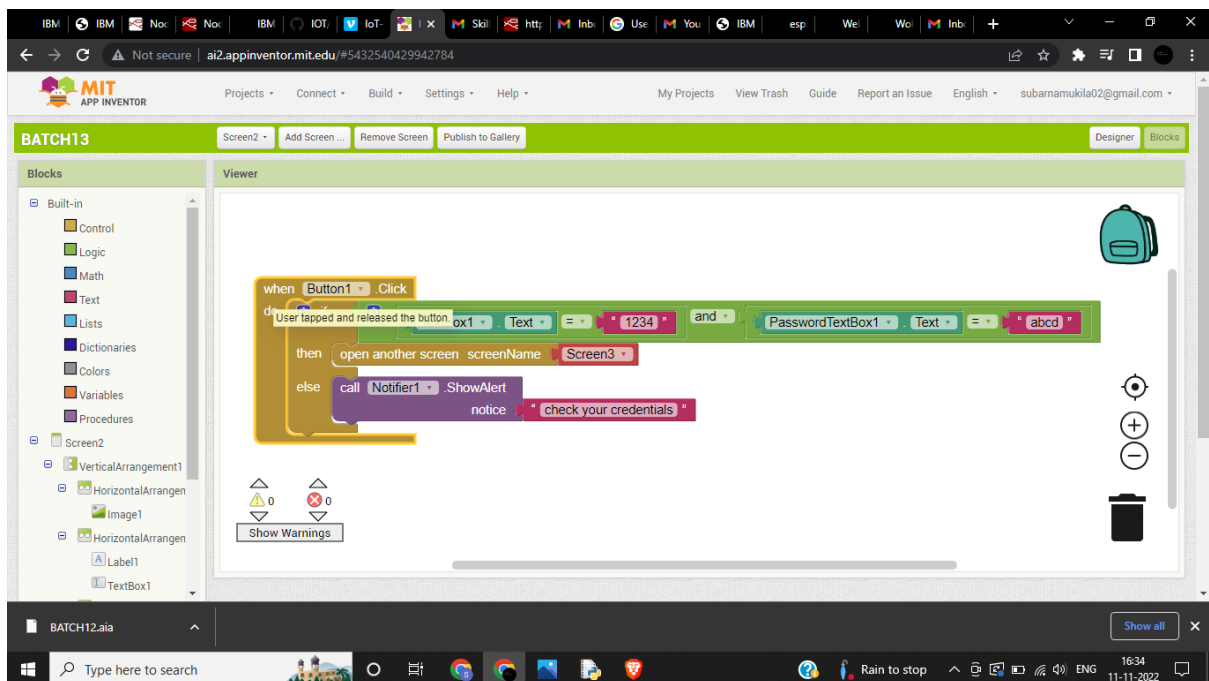 IBM IBM Noc Noc IBM IOT/ IoT- I Skil http Inb Use You IBM esp. Wel Wol Inb
Not secure ai2.appinventor.mit.edu/#5432540429942784
MIT
APP INVENTOR
Projects Connect Build Settings Help My Projects View Trash Guide Report an Issue English subarnamukila02@gmail.com
BATCH13 Screen2 Add Screen ... Remove Screen Publish to Gallery Designer Blocks
Blocks Viewer
Built-in
Control
Logic
Math
Text
Lists
Dictionaries
Colors
Variables
Procedures
Screen2
VerticalArrangement1
HorizontalArrangen
Image1
HorizontalArrangen
Label1
TextBox1
when Button1 .Click
User tapped and released the button.
ox1 . Text = " 1234 " and PasswordTextBox1 . Text = " abcd "
then open another screen screenName Screen3
else call Notifier1 .ShowAlert
notice " check your credentials "
0 0
Show Warnings
BATCH12.aia Show all
Type here to search Rain to stop ENG 16:34
11-11-2022